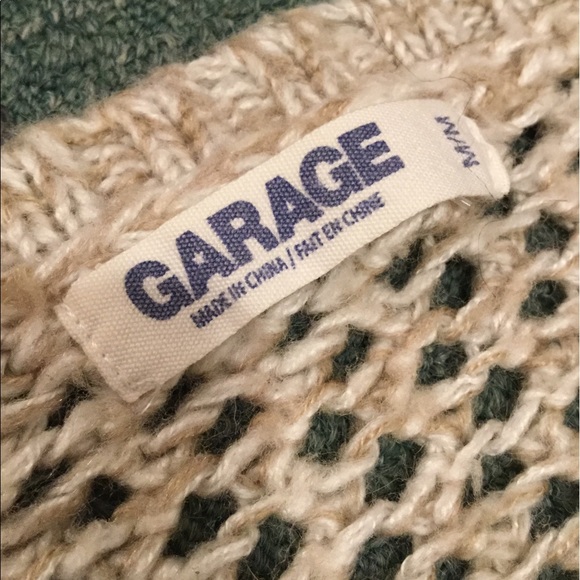 GARAGE
MADE IN CHINA / FAIT EN CHINE
M/M